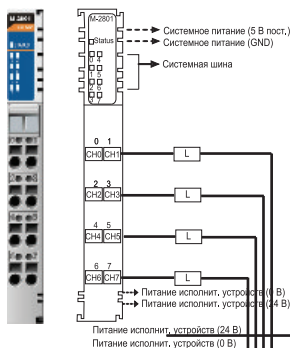 M-2801
Status
0 4
1 5
2 6
3 7
Системное питание (5 В пост.)
Системное питание (GND)
Системная шина
0 1
CH0 CH1 L
2 3
CH2 CH3 L
4 5
CH4 CH5 L
6 7
CH6 CH7 L
Питание исполнит. устройств (0 В)
Питание исполнит. устройств (24 В)
Питание исполнит. устройств (24 В)
Питание исполнит. устройств (0 В)